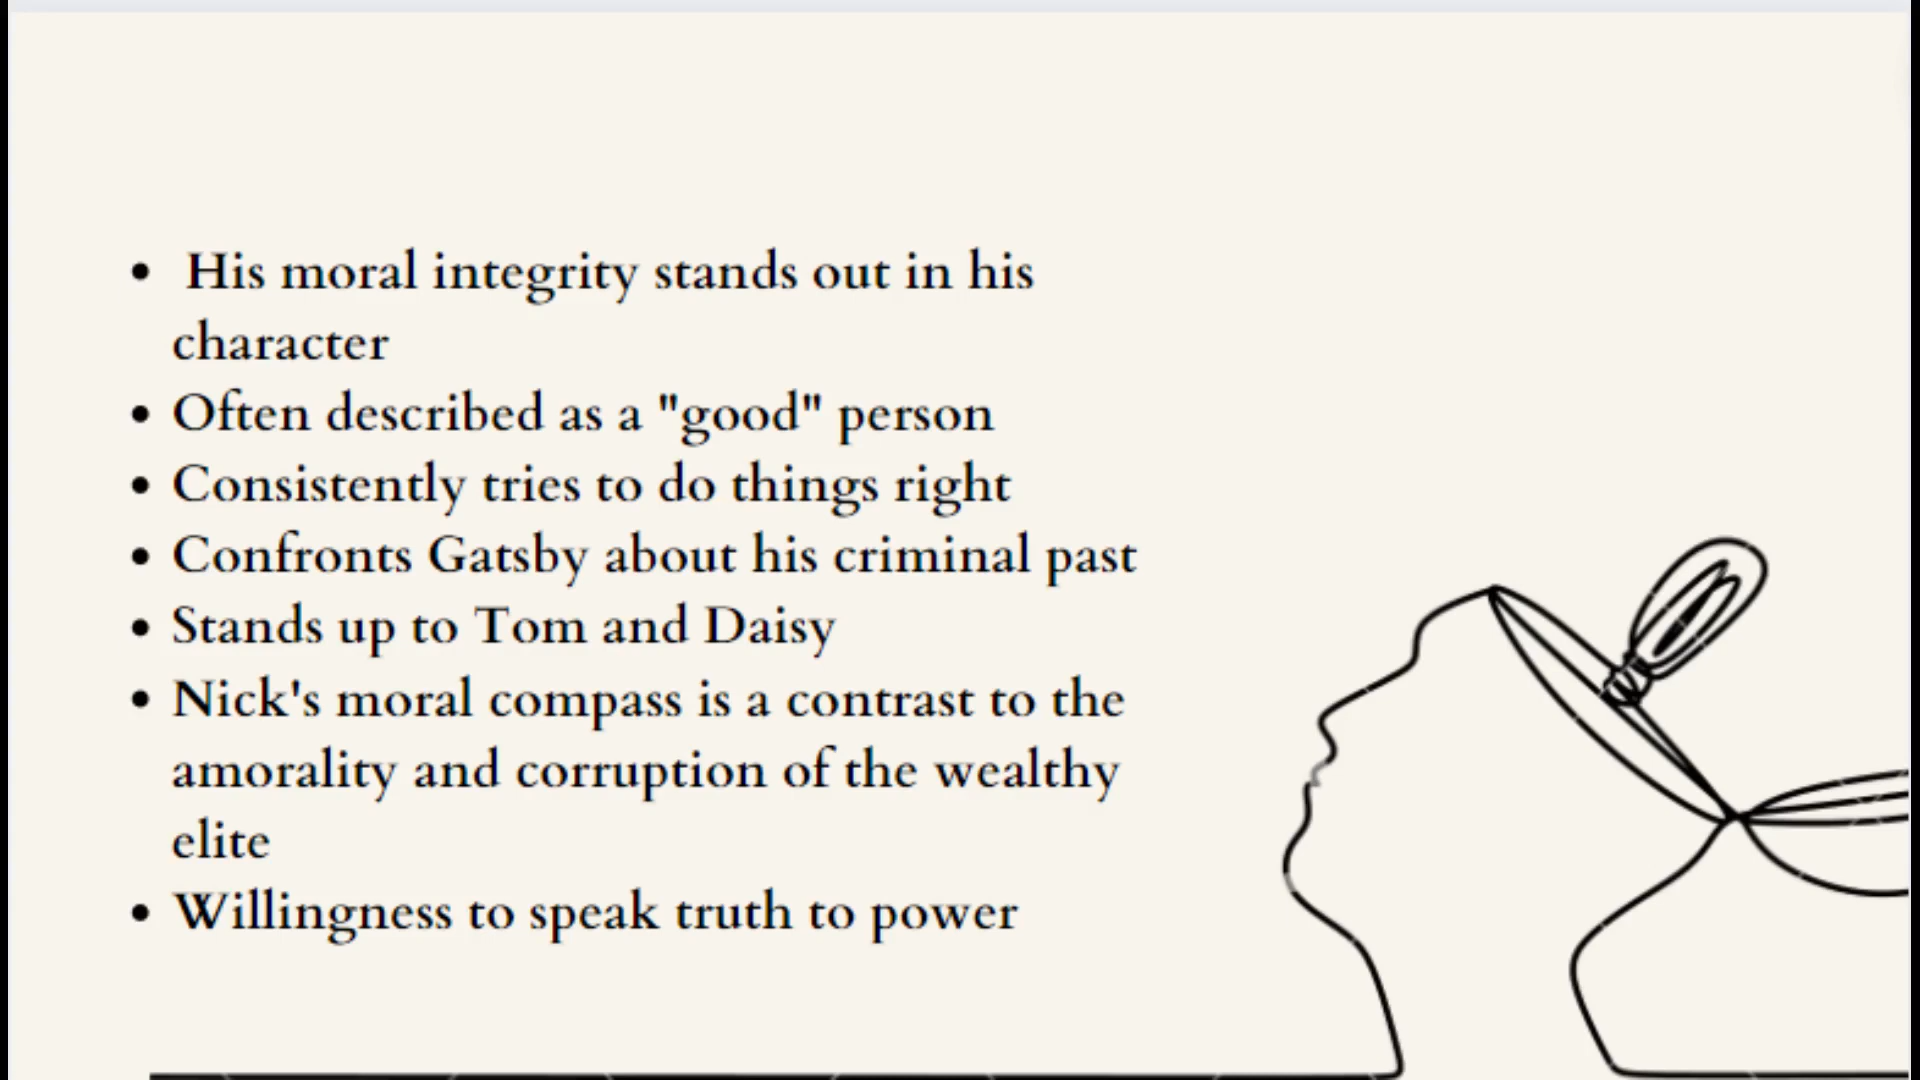 • His moral integrity stands out in his
character
• Often described as a "good" person
• Consistently tries to do things right
• Confronts Gatsby about his criminal past
• Stands up to Tom and Daisy
• Nick's moral compass is a contrast to the
amorality and corruption of the wealthy
elite
• Willingness to speak truth to power